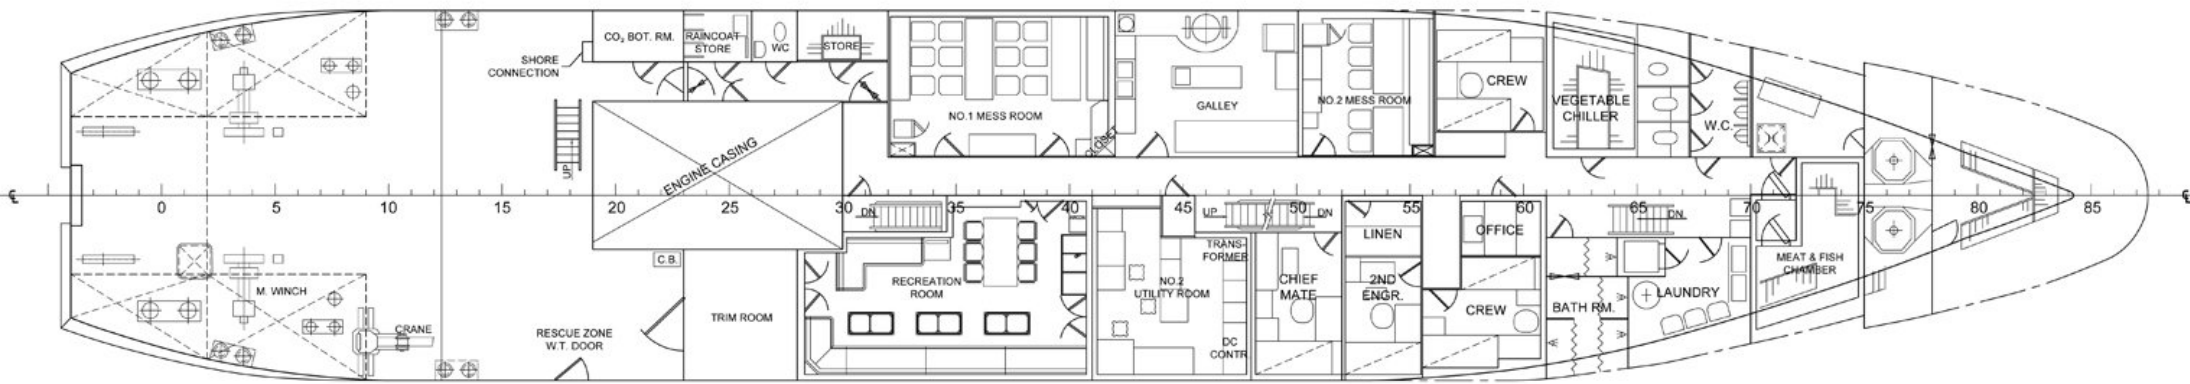 CO₂ BOT. RM.
RAINCOAT
STORE
WC
STORE
SHORE
CONNECTION
UP
ENGINE CASING
NO.1 MESS ROOM
CLOSET
GALLEY
NO.2 MESS ROOM
CREW
VEGETABLE
CHILLER
W.C.
℄
0 5 10 15 20 25 30 35 40 45 50 55 60 65 70 75 80 85
℄
DN
UP
DN
DN
C.B.
M. WINCH
CRANE
RESCUE ZONE
W.T. DOOR
TRIM ROOM
RECREATION
ROOM
NO.2
UTILITY ROOM
TRANS-
FORMER
DC
CONTR.
CHIEF
MATE
LINEN
2ND
ENGR.
OFFICE
CREW
BATH RM.
LAUNDRY
MEAT & FISH
CHAMBER